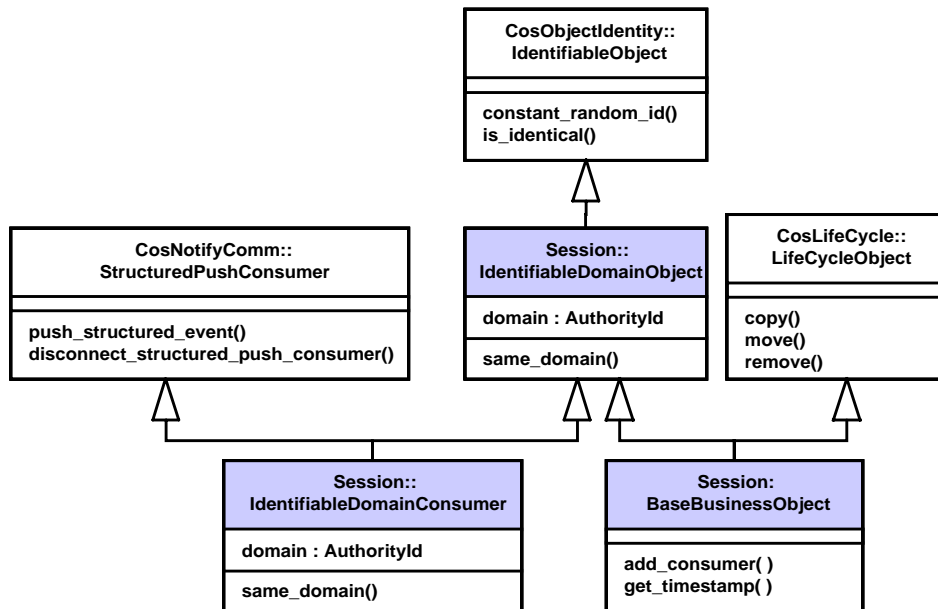 CosObjectIdentity::
IdentifiableObject
constant_random_id()
is_identical()
CosNotifyComm::
StructuredPushConsumer
push_structured_event()
disconnect_structured_push_consumer()
Session::
IdentifiableDomainObject
domain : AuthorityId
same_domain()
CosLifeCycle::
LifeCycleObject
copy()
move()
remove()
Session::
IdentifiableDomainConsumer
domain : AuthorityId
same_domain()
Session:
BaseBusinessObject
add_consumer( )
get_timestamp( )